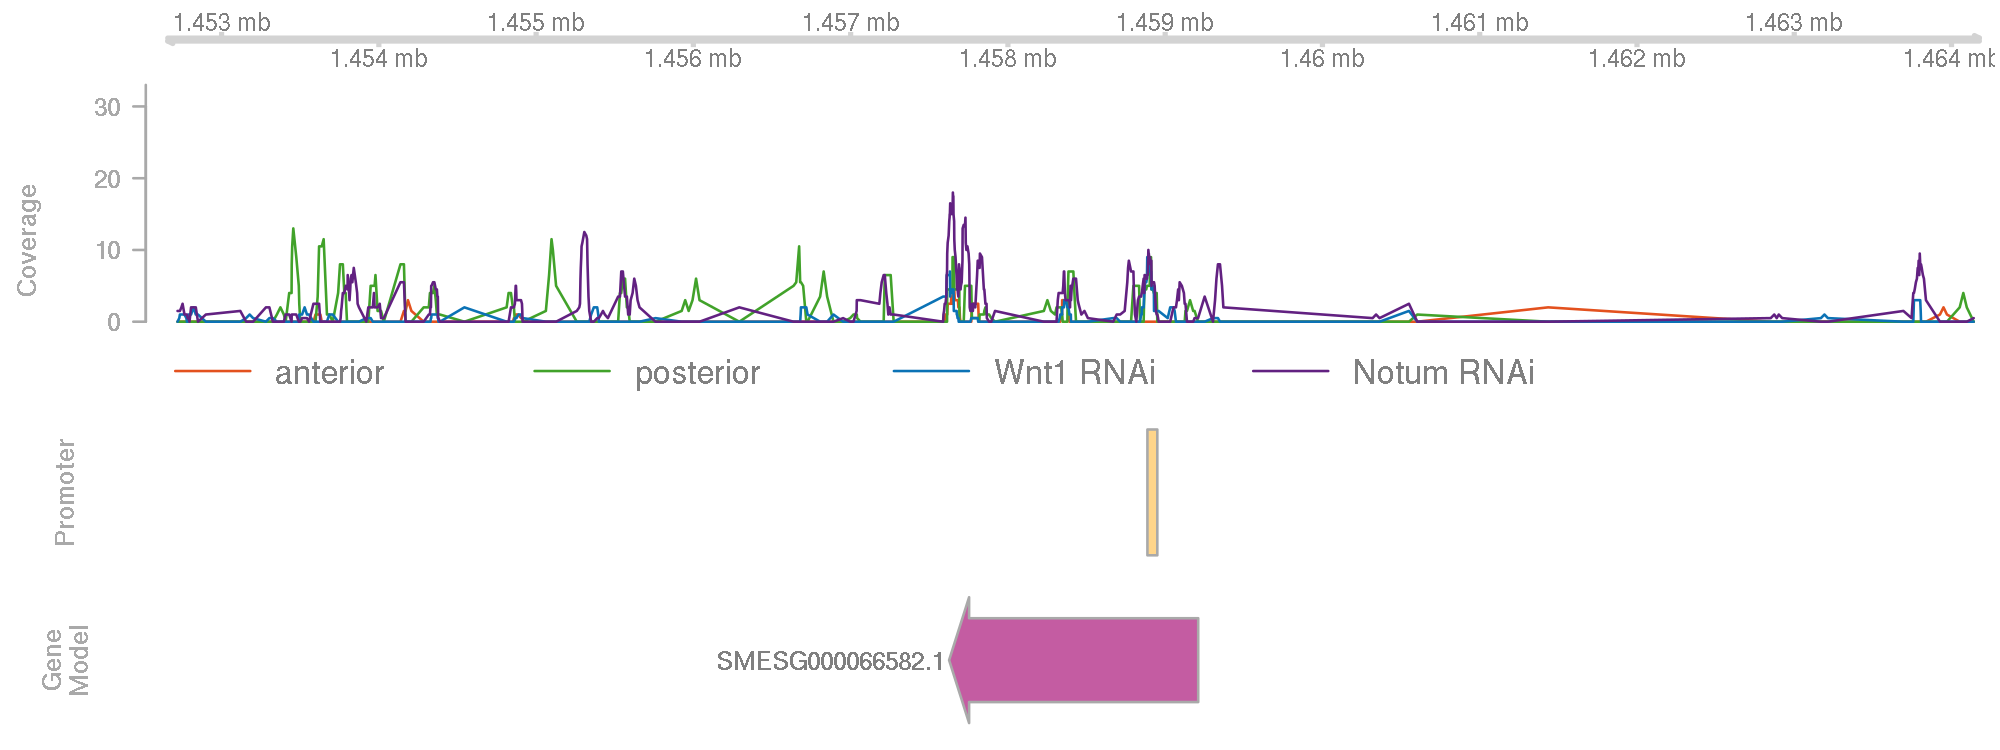 1.453 mb 1.455 mb 1.457 mb 1.459 mb 1.461 mb 1.463 mb
1.454 mb 1.456 mb 1.458 mb 1.46 mb 1.462 mb 1.464 mb
Coverage
30
20
10
0
anterior posterior Wnt1 RNAi Notum RNAi
Promoter
Gene
Model
SMESG000066582.1